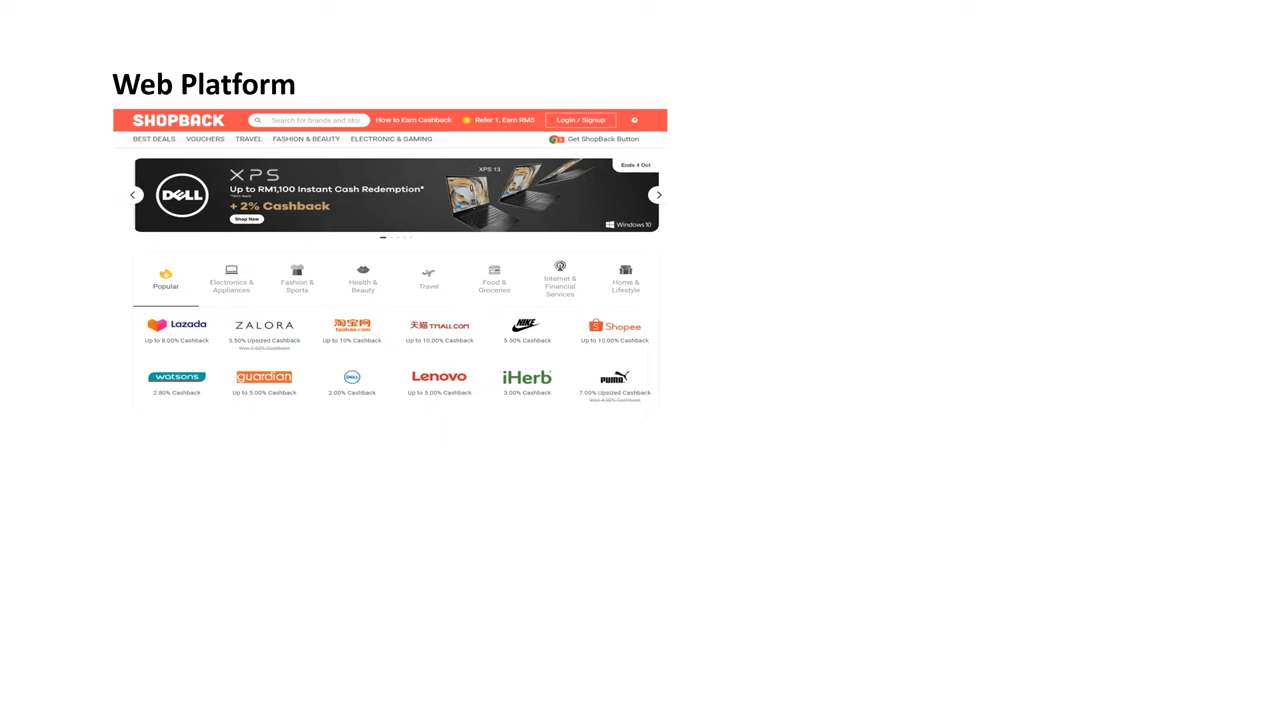 Web Platform
SHOPBACK Search for brands and stor How to Earn Cashback Refer 1, Earn RM5 Login / Signup
BEST DEALS VOUCHERS TRAVEL FASHION & BEAUTY ELECTRONIC & GAMING Get ShopBack Button
Ends 4 Oct
XPS 13
DELL
XPS
Up to RM1,100 Instant Cash Redemption*
+ 2% Cashback
Shop Now
Windows 10
Popular
Electronics &
Appliances
Fashion &
Sports
Health &
Beauty
Travel
Food &
Groceries
Internet &
Financial
Services
Home &
Lifestyle
Lazada ZALORA 淘宝网 天猫 TMALL.COM NIKE Shopee
taobao.com
Up to 8.00% Cashback 3.50% Upsized Cashback Up to 10% Cashback Up to 10.00% Cashback 5.50% Cashback Up to 10.00% Cashback
Was 2.00% Cashback
watsons guardian DELL Lenovo iHerb PUMA
2.80% Cashback Up to 5.00% Cashback 2.00% Cashback Up to 5.00% Cashback 3.00% Cashback 7.00% Upsized Cashback